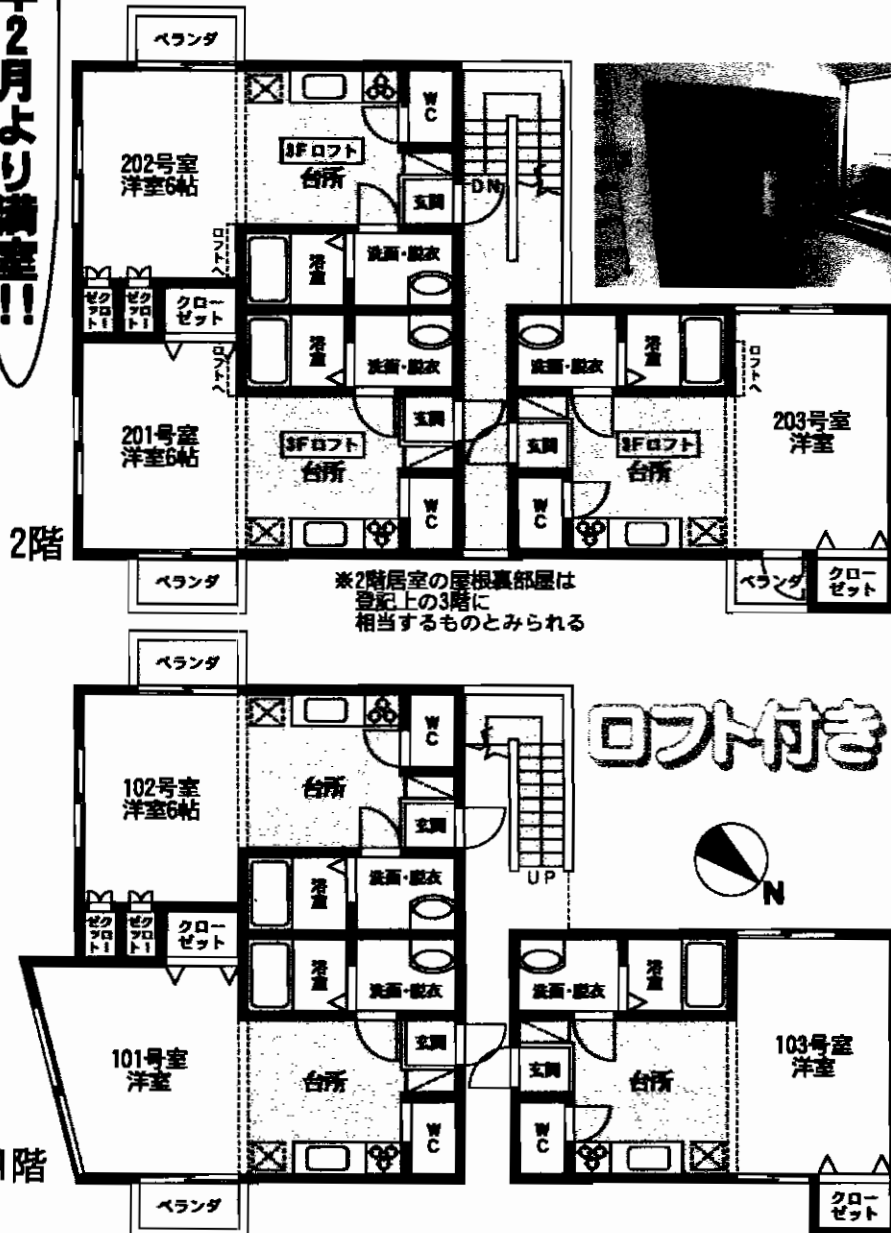 2月より満室!!
ベランダ
202号室
洋室6帖
3Fロフト
台所
WC
玄関
DN
ロフトへ
浴室
洗面・脱衣
クローゼット
クローゼット
クローゼット
浴室
洗面・脱衣
ロフトへ
201号室
洋室6帖
3Fロフト
台所
玄関
WC
ベランダ
洗面・脱衣
浴室
ロフトへ
203号室
洋室
玄関
3Fロフト
台所
WC
ベランダ
クローゼット
2階
※2階居室の屋根裏部屋は
登記上の3階に
相当するものとみられる
ロフト付き
N
ベランダ
102号室
洋室6帖
台所
WC
玄関
UP
浴室
洗面・脱衣
クローゼット
クローゼット
クローゼット
浴室
洗面・脱衣
101号室
洋室
台所
玄関
WC
ベランダ
洗面・脱衣
浴室
103号室
洋室
玄関
台所
WC
クローゼット
1階